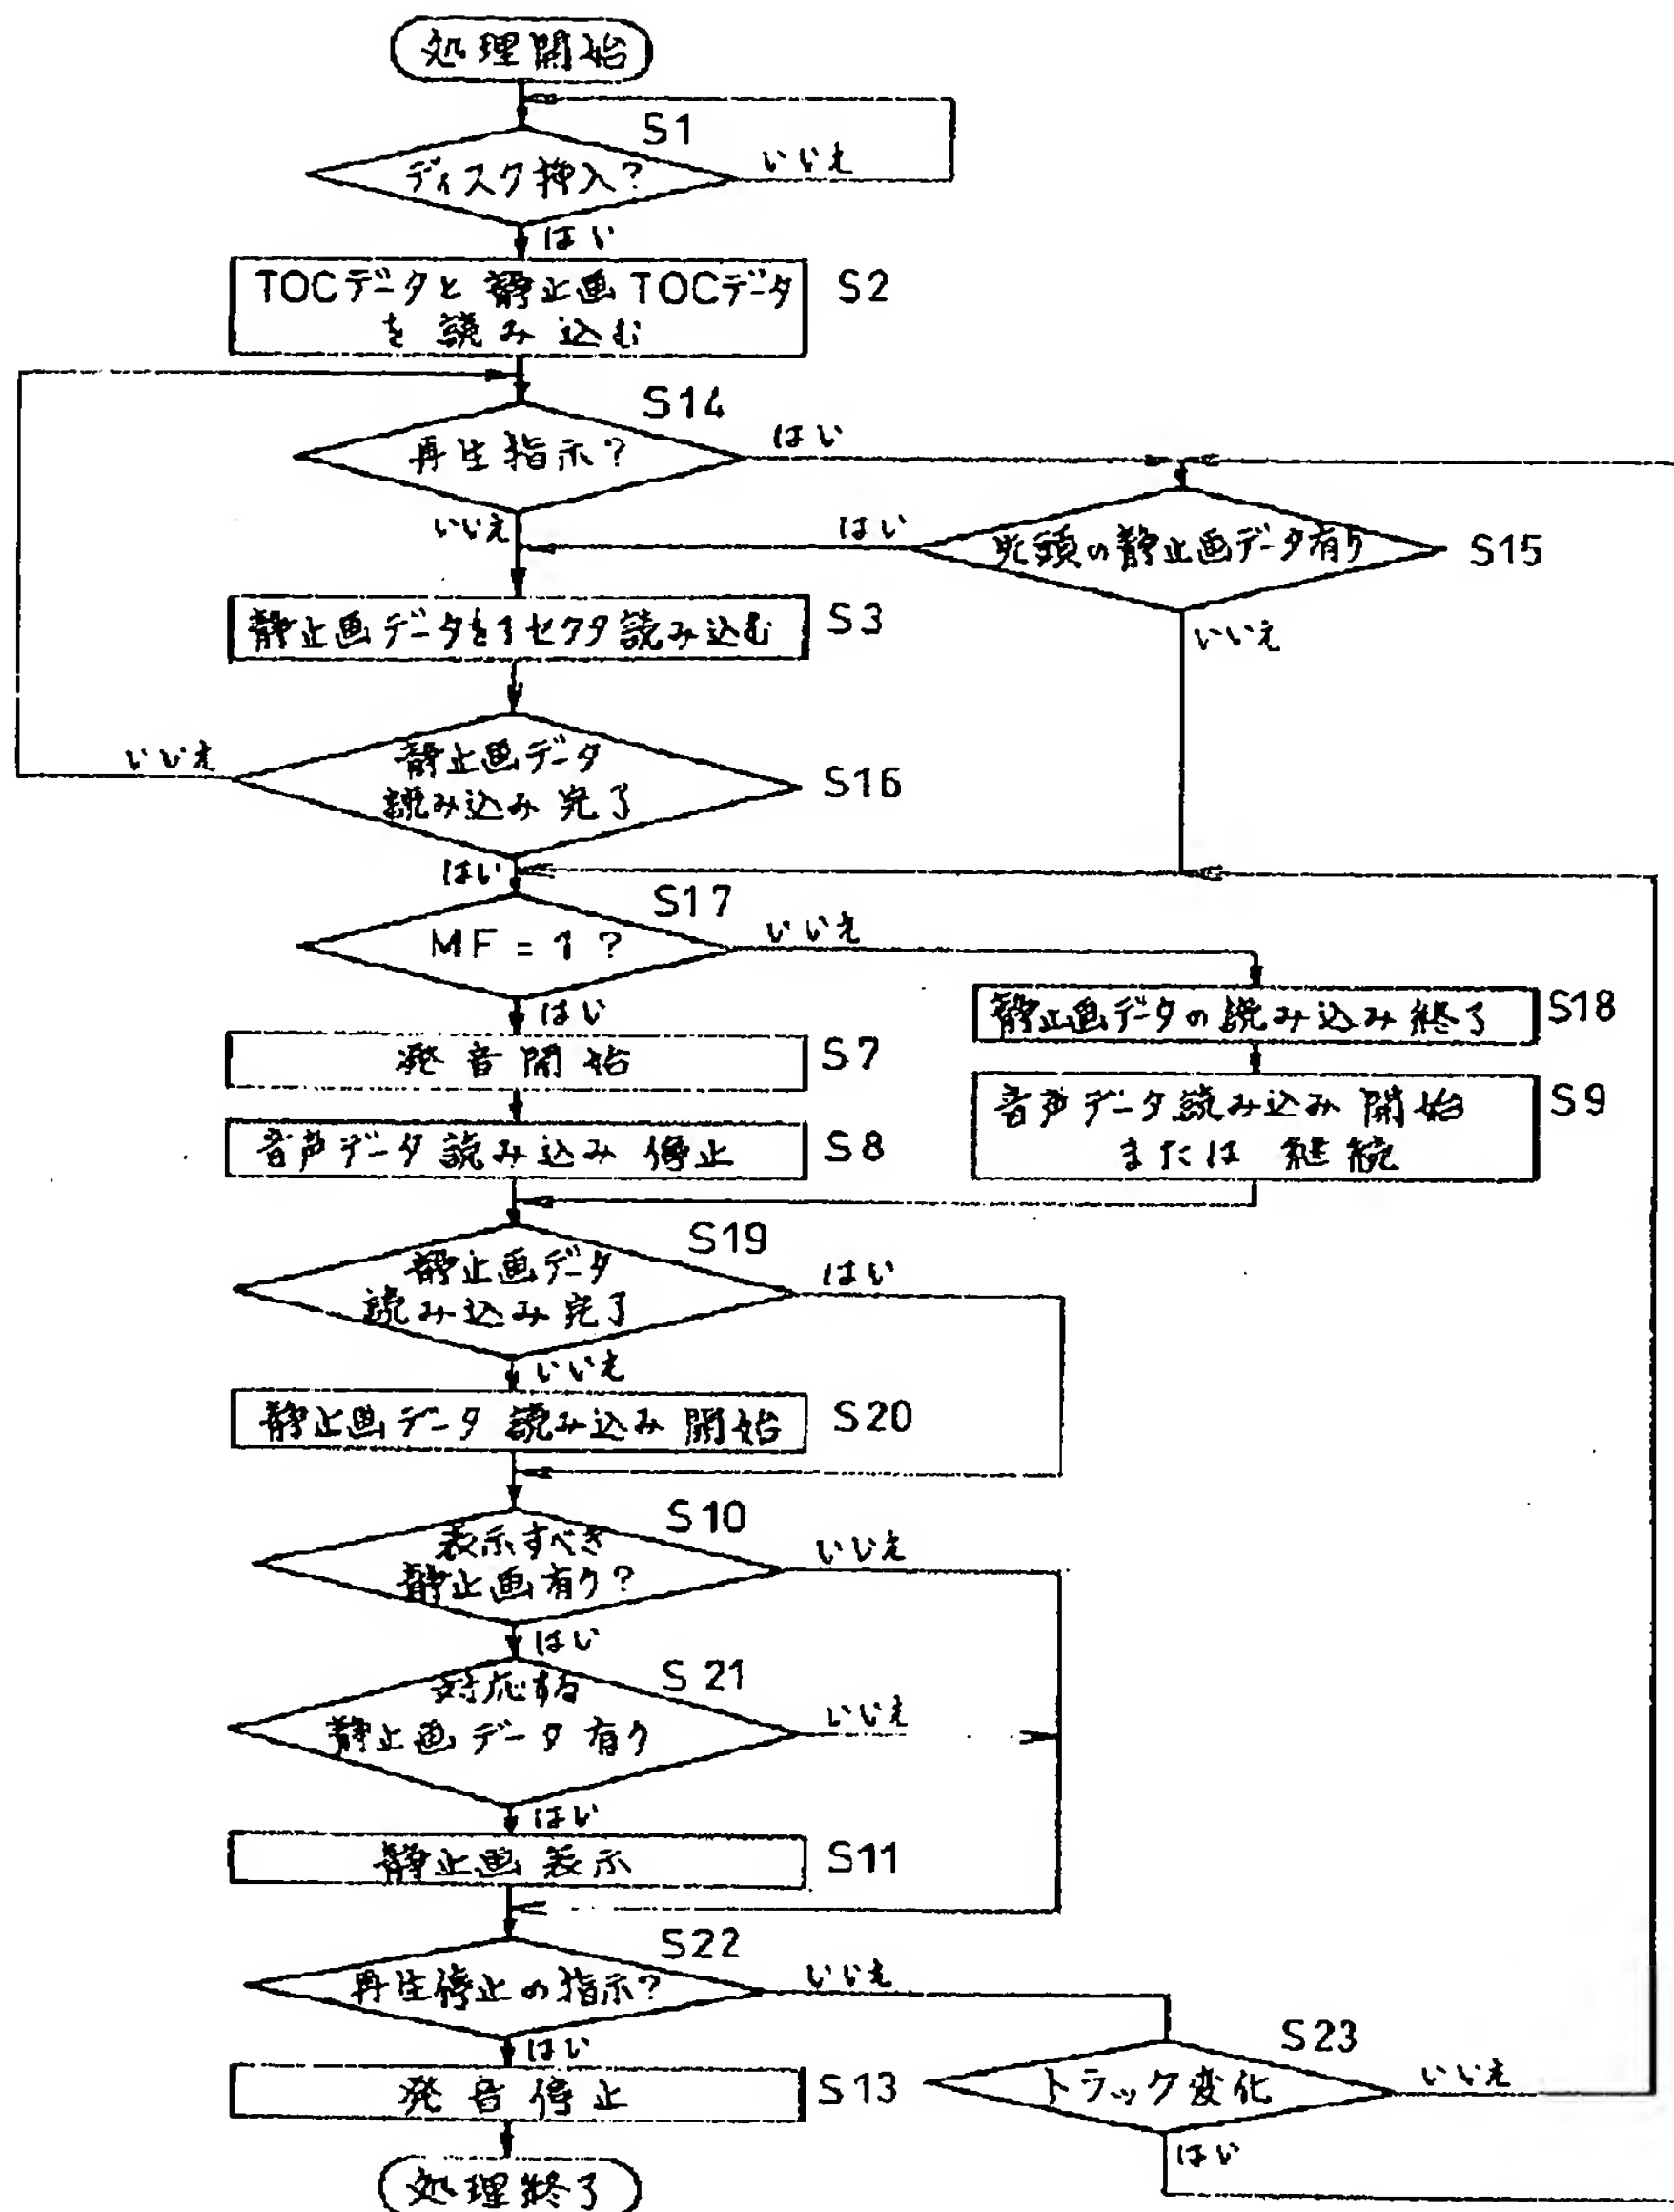 処理開始
S1
ディスク挿入?
いいえ
はい
TOCデータと静止画TOCデータ
を読み込む
S2
S14
再生指示?
はい
いいえ
はい
先頭の静止画データ有り
S15
いいえ
静止画データを1セクタ読み込む
S3
いいえ
静止画データ
読み込み完了
S16
はい
S17
MF=1?
いいえ
はい
静止画データの読み込み終了
S18
発音開始
S7
音声データ読み込み開始
または継続
S9
音声データ読み込み停止
S8
S19
静止画データ
読み込み完了
はい
いいえ
静止画データ読み込み開始
S20
S10
表示すべき
静止画有り?
いいえ
はい
S21
対応する
静止画データ有り
いいえ
はい
静止画表示
S11
S22
再生停止の指示?
いいえ
はい
S23
トラック変化
いいえ
はい
発音停止
S13
処理終了